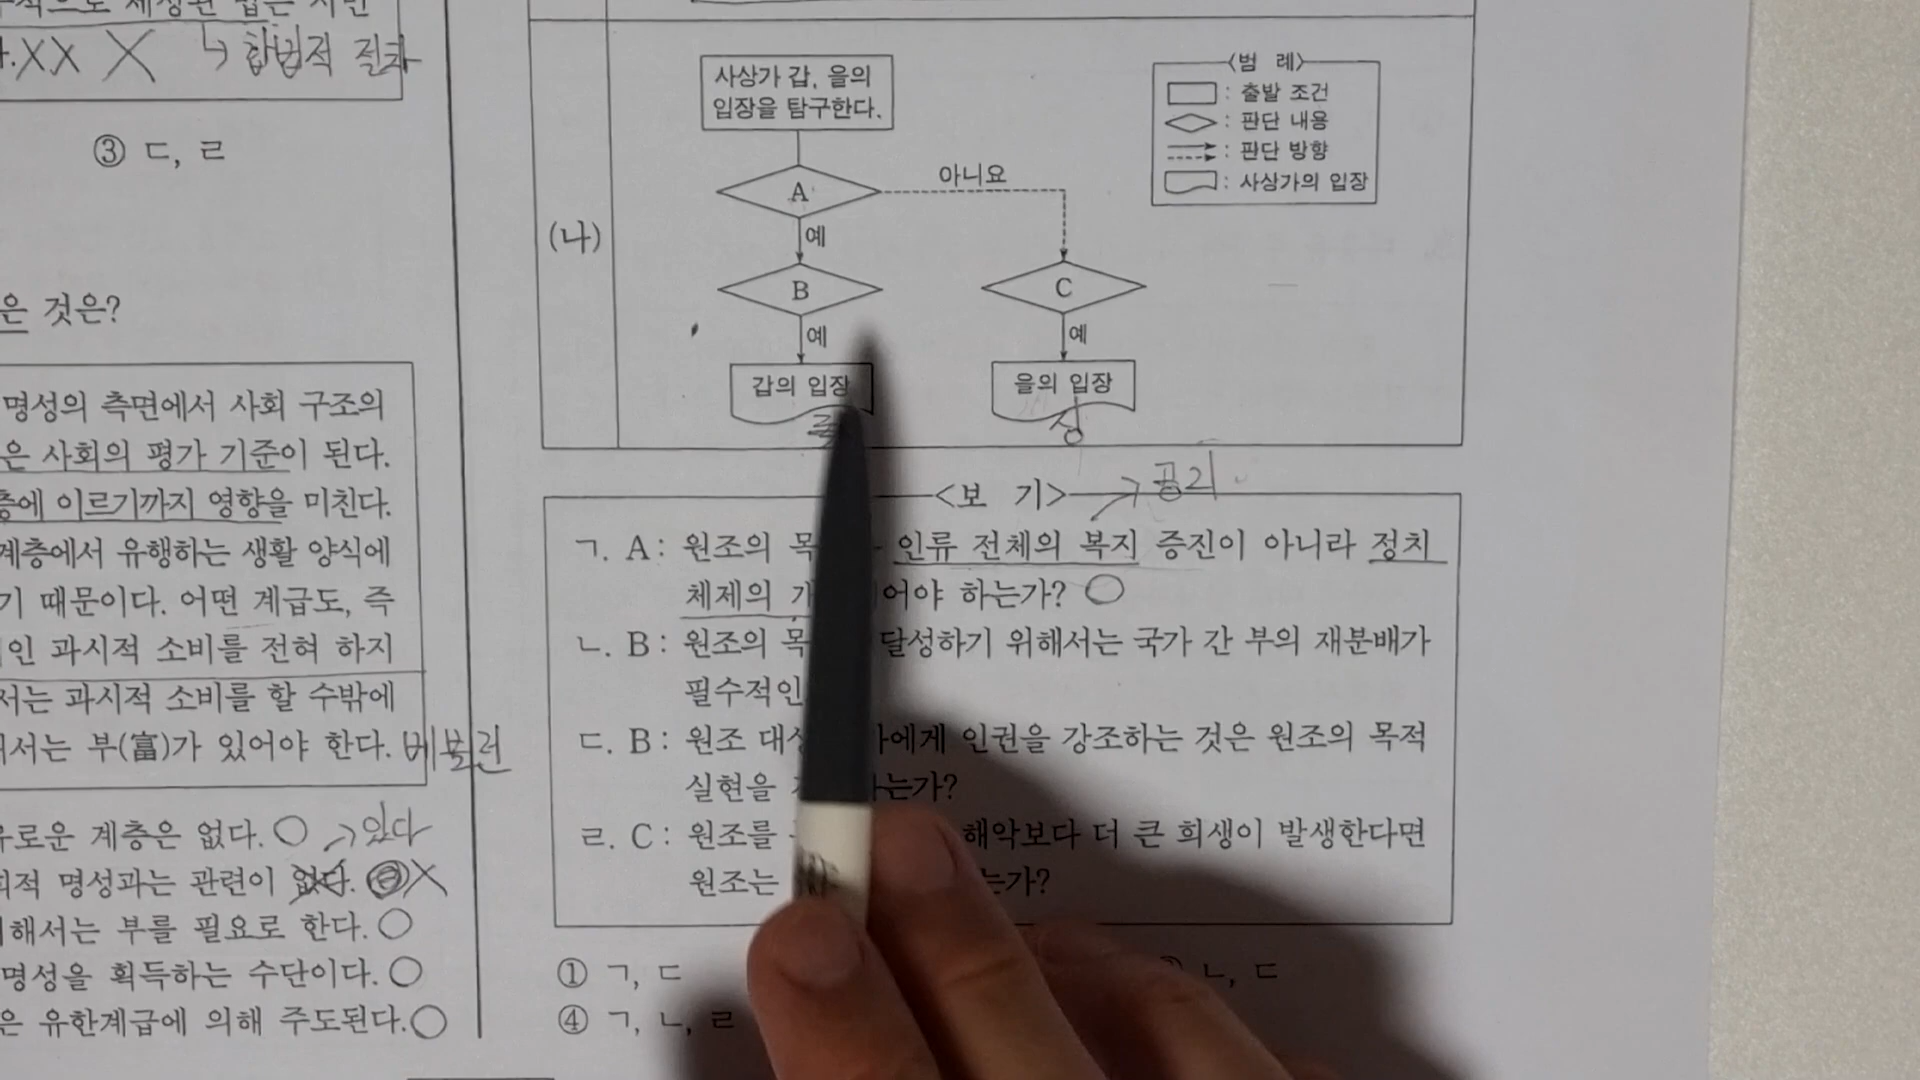 법은 시민
XX X ↳ 합법적 절차
③ ㄷ, ㄹ
은 것은?
명성의 측면에서 사회 구조의
은 사회의 평가 기준이 된다.
층에 이르기까지 영향을 미친다.
계층에서 유행하는 생활 양식에
기 때문이다. 어떤 계급도, 즉
인 과시적 소비를 전혀 하지
서는 과시적 소비를 할 수밖에
서는 부(富)가 있어야 한다. 베블런
계층은 없다. ○ → 있다
적 명성과는 관련이 없다. X
해서는 부를 필요로 한다. ○
명성을 획득하는 수단이다. ○
은 유한계급에 의해 주도된다. ○
(나)
사상가 갑, 을의
입장을 탐구한다.
A
아니요
예
B
C
예
예
갑의 입장
을의 입장
싱
<범 례>
: 출발 조건
: 판단 내용
: 판단 방향
: 사상가의 입장
<보 기> → 공리
ㄱ. A : 원조의 인류 전체의 복지 증진이 아니라 정치
체제의 어야 하는가? ○
ㄴ. B : 원조의 달성하기 위해서는 국가 간 부의 재분배가
필수적인
ㄷ. B : 원조 에게 인권을 강조하는 것은 원조의 목적
실현을 는가?
ㄹ. C : 원조를 해악보다 더 큰 희생이 발생한다면
원조는 는가?
① ㄱ, ㄷ ㄴ, ㄷ
④ ㄱ, ㄴ, ㄹ